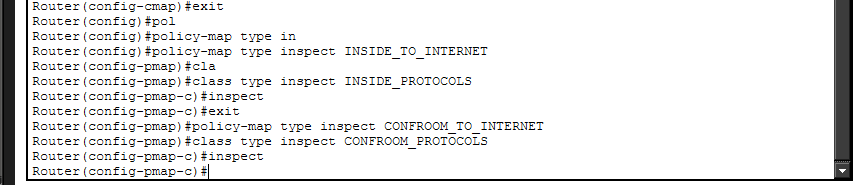 Router(config-cmap)#exit
Router(config)#pol
Router(config)#policy-map type in
Router(config)#policy-map type inspect INSIDE_TO_INTERNET
Router(config-pmap)#cla
Router(config-pmap)#class type inspect INSIDE_PROTOCOLS
Router(config-pmap-c)#inspect
Router(config-pmap-c)#exit
Router(config-pmap)#policy-map type inspect CONFROOM_TO_INTERNET
Router(config-pmap)#class type inspect CONFROOM_PROTOCOLS
Router(config-pmap-c)#inspect
Router(config-pmap-c)#